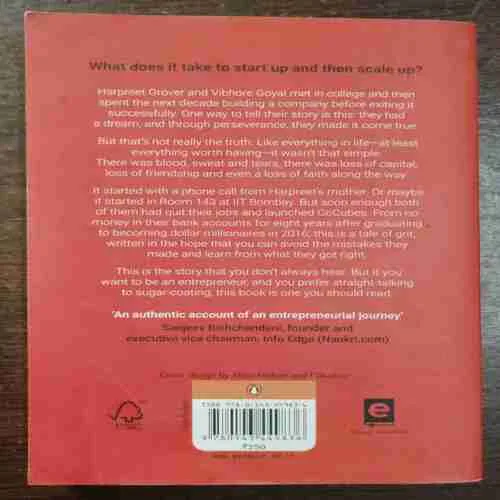 What does it take to start up and then scale up?
Harpreet Grover and Vibhore Goyal met in college and then
spent the next decade building a company before exiting it
successfully. One way to tell their story is this: they had
a dream, and through perseverance, they made it come true.
But that's not really the truth. Like everything in life—at least
everything worth having—it wasn't that simple.
There was blood, sweat and tears, there was loss of capital,
loss of friendship and even a loss of faith along the way.
It started with a phone call from Harpreet's mother. Or maybe
it started in Room 143 at IIT Bombay. But soon enough both
of them had quit their jobs and launched CoCubes. From no
money in their bank accounts for eight years after graduating
to becoming dollar millionaires in 2016, this is a tale of grit,
written in the hope that you can avoid the mistakes they
made and learn from what they got right.
This is the story that you don't always hear. But if you
want to be an entrepreneur, and you prefer straight-talking
to sugar-coating, this book is one you should read.
'An authentic account of an entrepreneurial journey'
Sanjeev Bikhchandani, founder and
executive vice chairman, Info Edge (Naukri.com)
Cover design by
ISBN
FSC
e
₹250